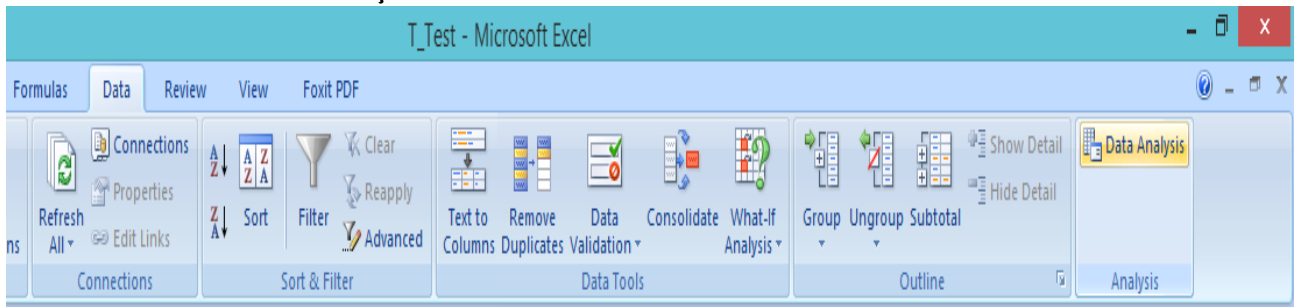 T_Test - Microsoft Excel
Formulas Data Review View Foxit PDF
Connections
Properties
Edit Links
Refresh All
Connections
Sort
Filter
Clear
Reapply
Advanced
Sort & Filter
Text to Columns
Remove Duplicates
Data Validation
Consolidate
What-If Analysis
Data Tools
Group
Ungroup
Subtotal
Show Detail
Hide Detail
Outline
Data Analysis
Analysis